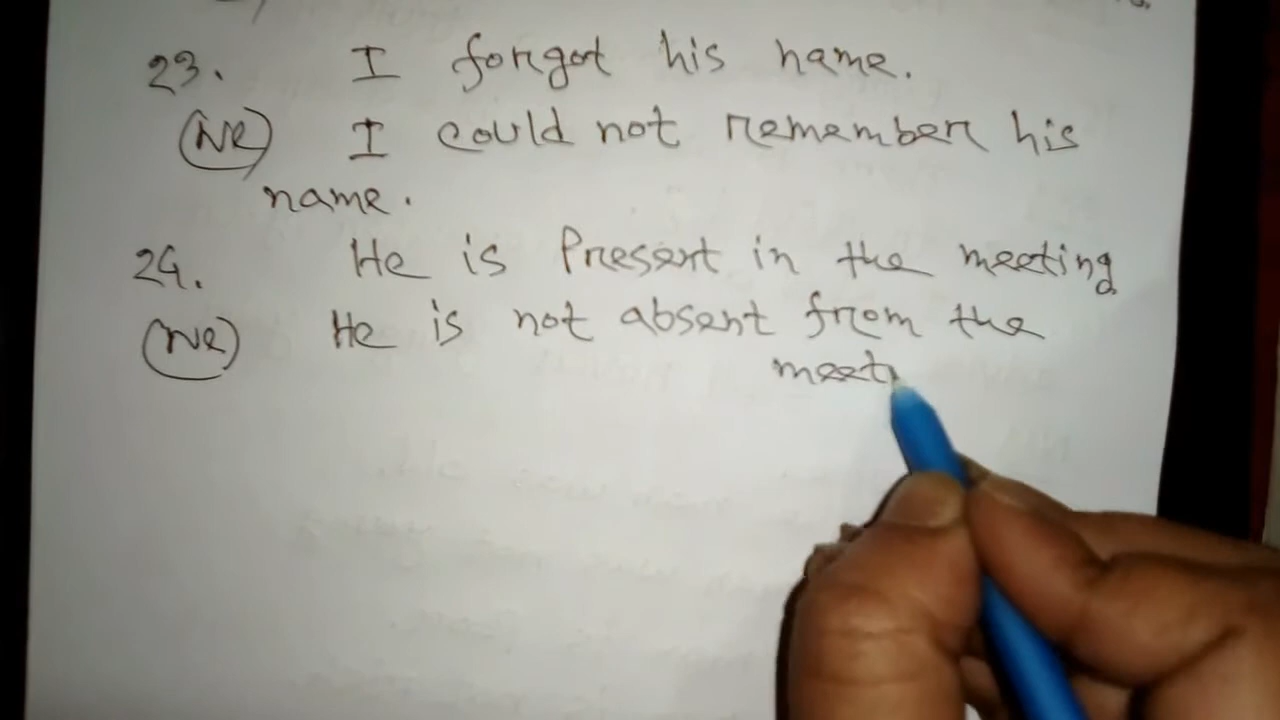 23. I forgot his name.
(Ne) I could not remember his
name.
24. He is Present in the meeting.
(Ne) He is not absent from the
meet